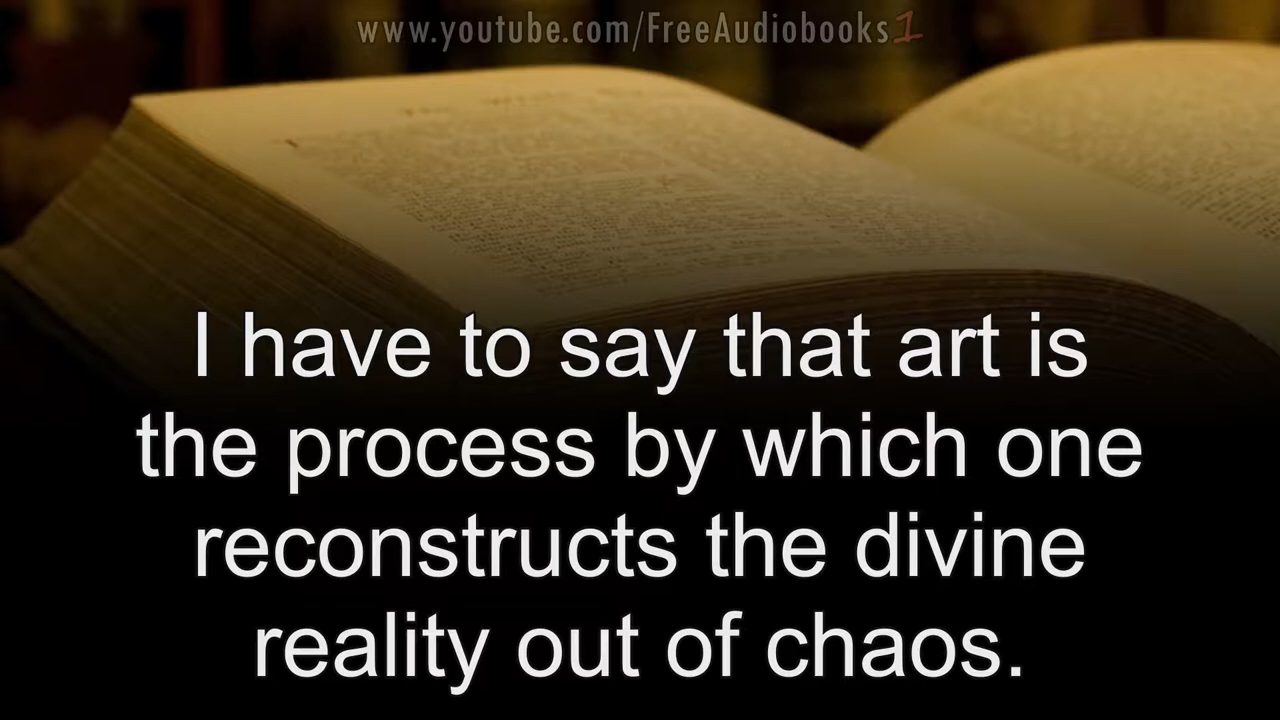 www.youtube.com/FreeAudiobooks1
I have to say that art is
the process by which one
reconstructs the divine
reality out of chaos.